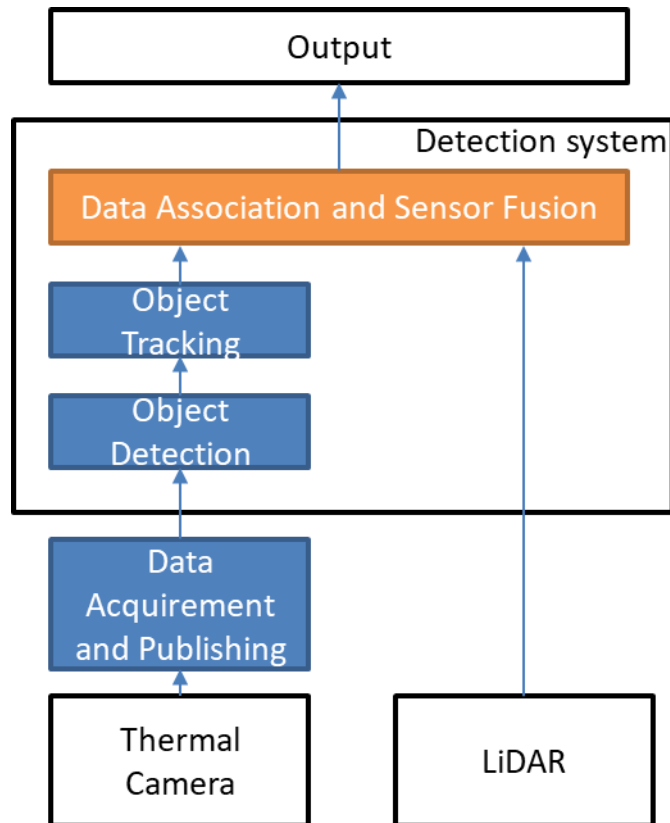 Output
Detection system
Data Association and Sensor Fusion
Object
Tracking
Object
Detection
Data
Acquirement
and Publishing
Thermal
Camera
LiDAR